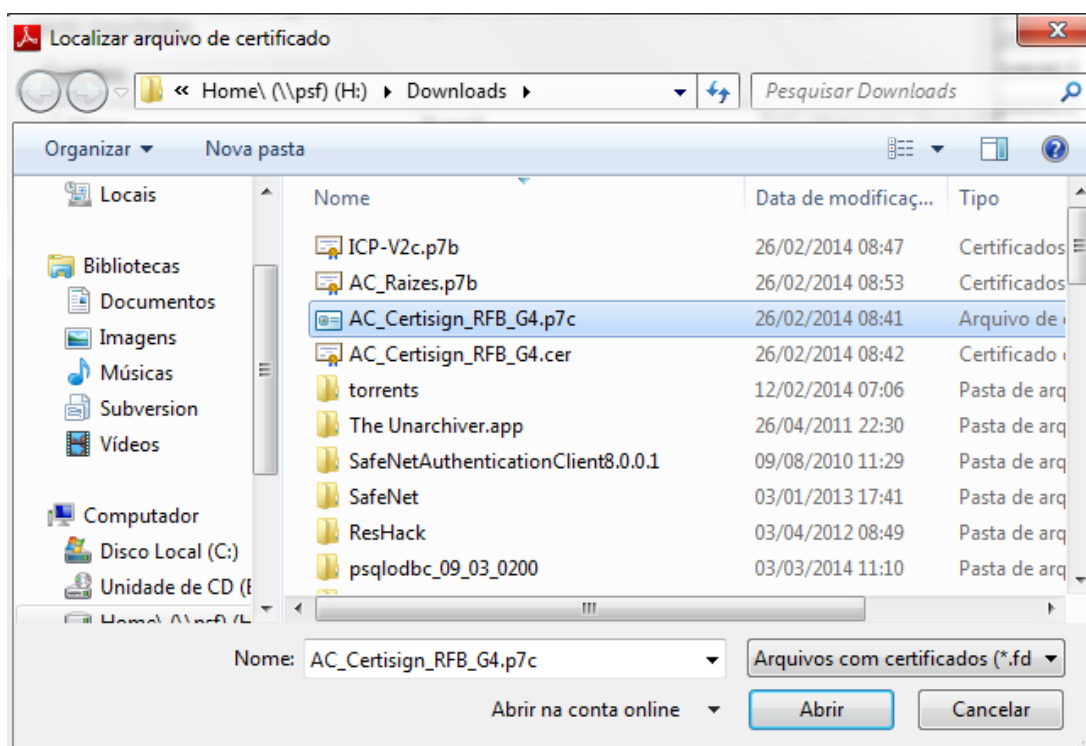 Localizar arquivo de certificado
« Home\ (\\psf) (H:) Downloads
Pesquisar Downloads
Organizar Nova pasta
Locais
Bibliotecas
Documentos
Imagens
Músicas
Subversion
Vídeos
Computador
Disco Local (C:)
Unidade de CD (
Home\ (\\psf) (H
Nome Data de modificaç... Tipo
ICP-V2c.p7b 26/02/2014 08:47 Certificados
AC_Raizes.p7b 26/02/2014 08:53 Certificados
AC_Certisign_RFB_G4.p7c 26/02/2014 08:41 Arquivo de
AC_Certisign_RFB_G4.cer 26/02/2014 08:42 Certificado
torrents 12/02/2014 07:06 Pasta de arq
The Unarchiver.app 26/04/2011 22:30 Pasta de arq
SafeNetAuthenticationClient8.0.0.1 09/08/2010 11:29 Pasta de arq
SafeNet 03/01/2013 17:41 Pasta de arq
ResHack 03/04/2012 08:49 Pasta de arq
psqlodbc_09_03_0200 03/03/2014 11:10 Pasta de arq
Nome: AC_Certisign_RFB_G4.p7c Arquivos com certificados (*.fd
Abrir na conta online Abrir Cancelar